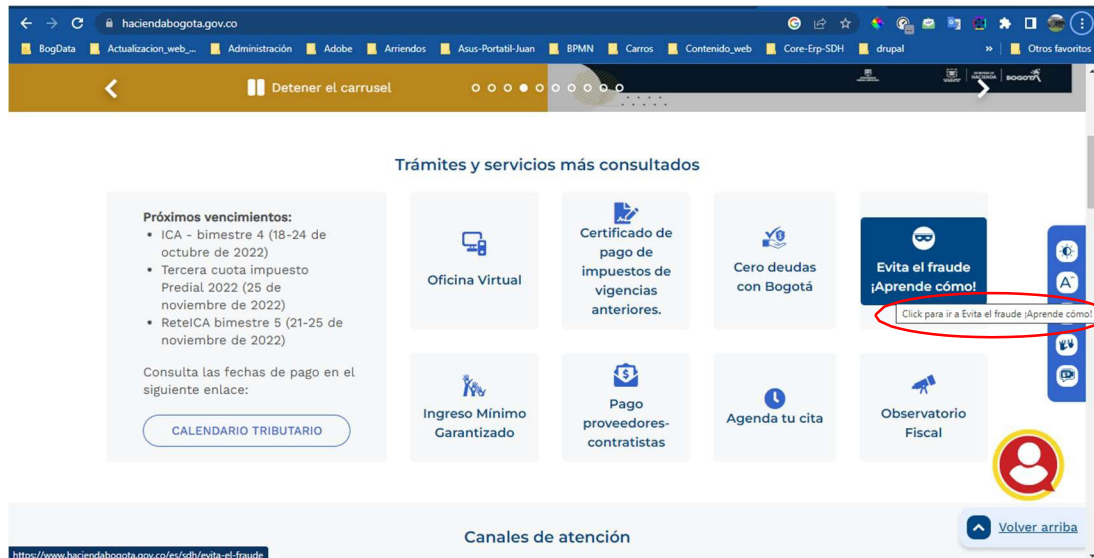 haciendabogota.gov.co
BogData Actualizacion_web_... Administración Adobe Arriendos Asus-Portatil-Juan BPMN Carros Contenido_web Core-Erp-SDH drupal » Otros favoritos
Detener el carrusel
BOGOTÁ
Trámites y servicios más consultados
Próximos vencimientos:
• ICA - bimestre 4 (18-24 de
octubre de 2022)
• Tercera cuota impuesto
Predial 2022 (25 de
noviembre de 2022)
• ReteICA bimestre 5 (21-25 de
noviembre de 2022)
Consulta las fechas de pago en el
siguiente enlace:
CALENDARIO TRIBUTARIO
Oficina Virtual
Certificado de
pago de
impuestos de
vigencias
anteriores.
Cero deudas
con Bogotá
Evita el fraude
¡Aprende cómo!
Click para ir a Evita el fraude ¡Aprende cómo!
A-
Ingreso Mínimo
Garantizado
Pago
proveedores-
contratistas
Agenda tu cita
Observatorio
Fiscal
Canales de atención
Volver arriba
https://www.haciendabogota.gov.co/es/sdh/evita-el-fraude